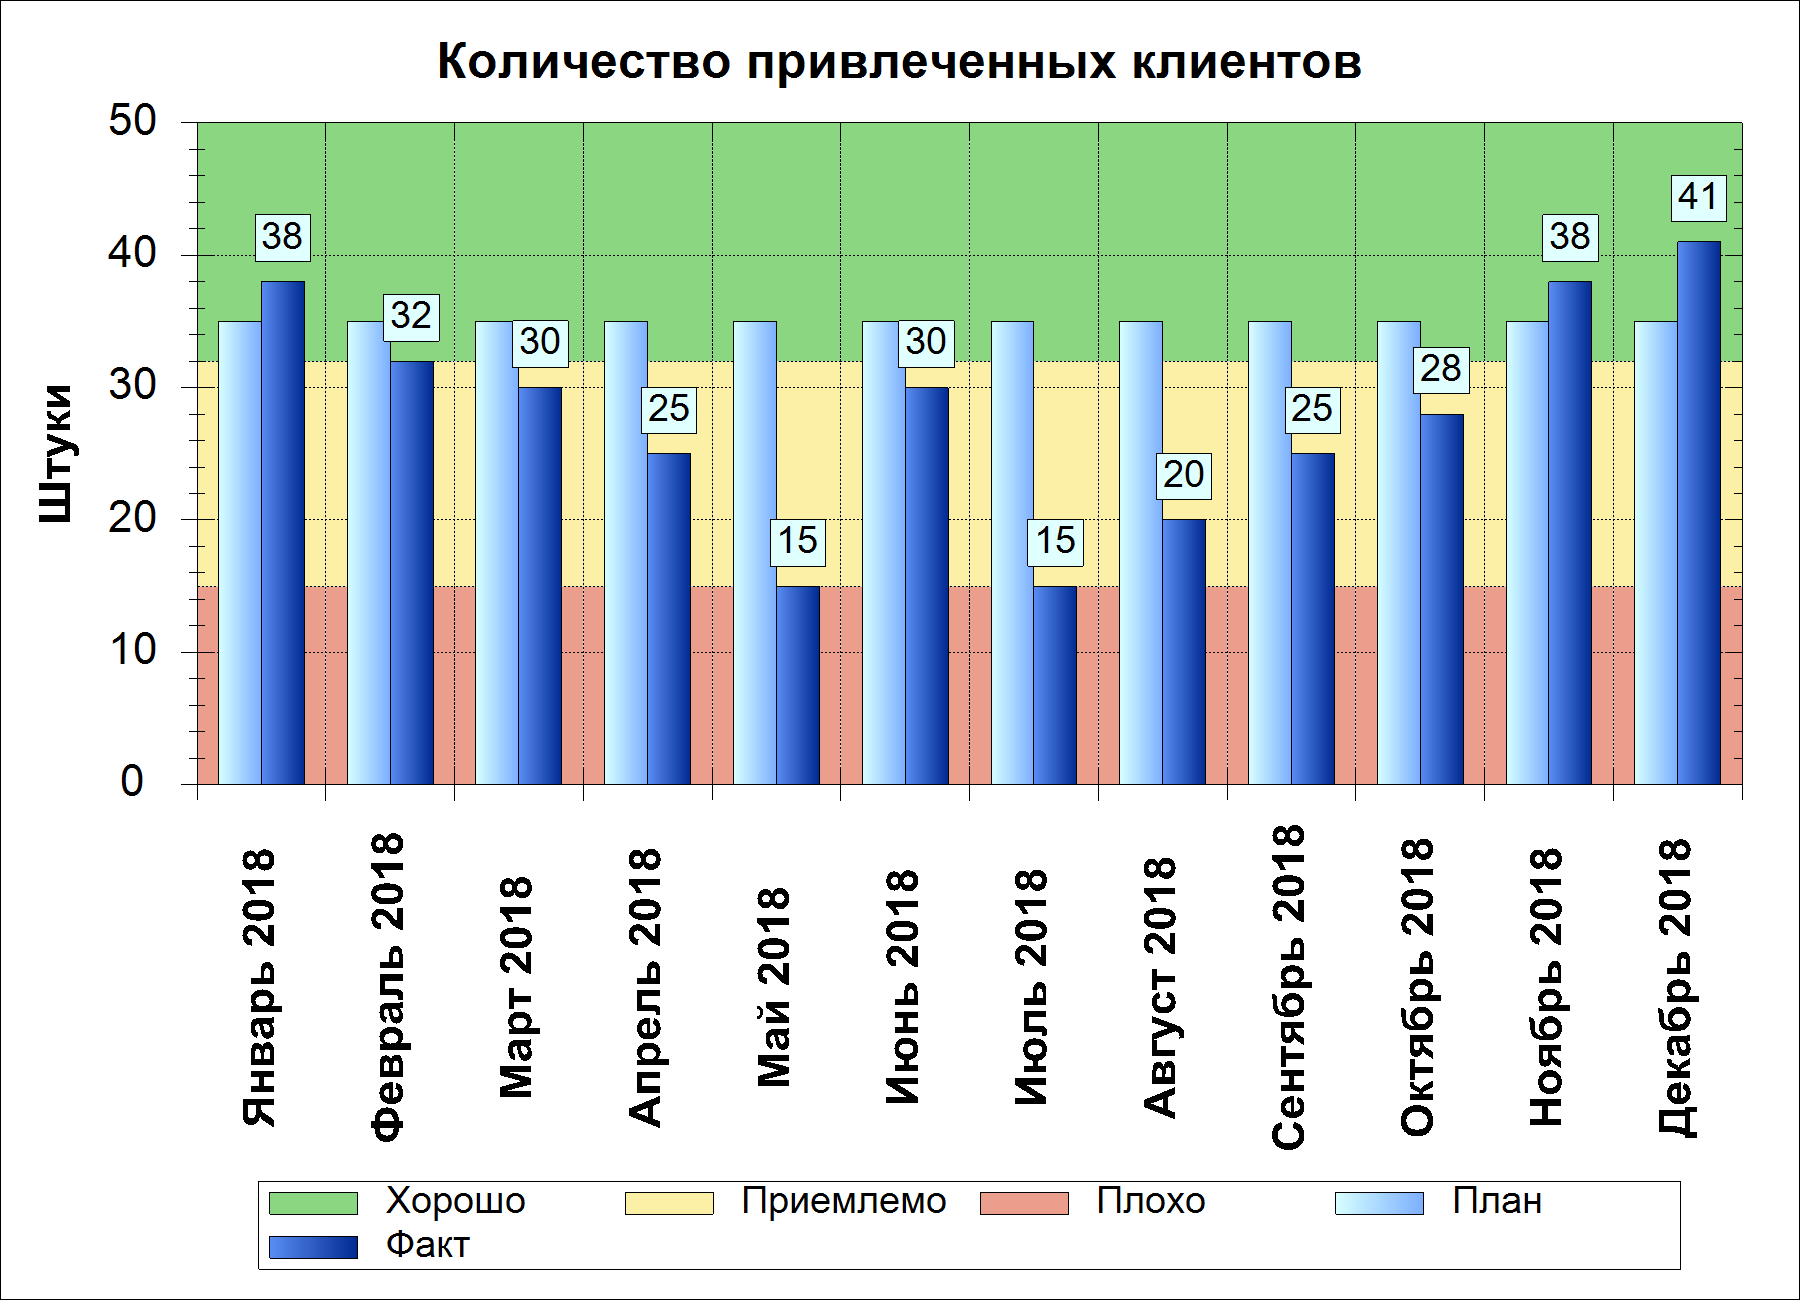 Количество привлеченных клиентов
Штуки
50
40
30
20
10
0
38
32
30
25
15
30
15
20
25
28
38
41
Январь 2018
Февраль 2018
Март 2018
Апрель 2018
Май 2018
Июнь 2018
Июль 2018
Август 2018
Сентябрь 2018
Октябрь 2018
Ноябрь 2018
Декабрь 2018
Хорошо Приемлемо Плохо План
Факт